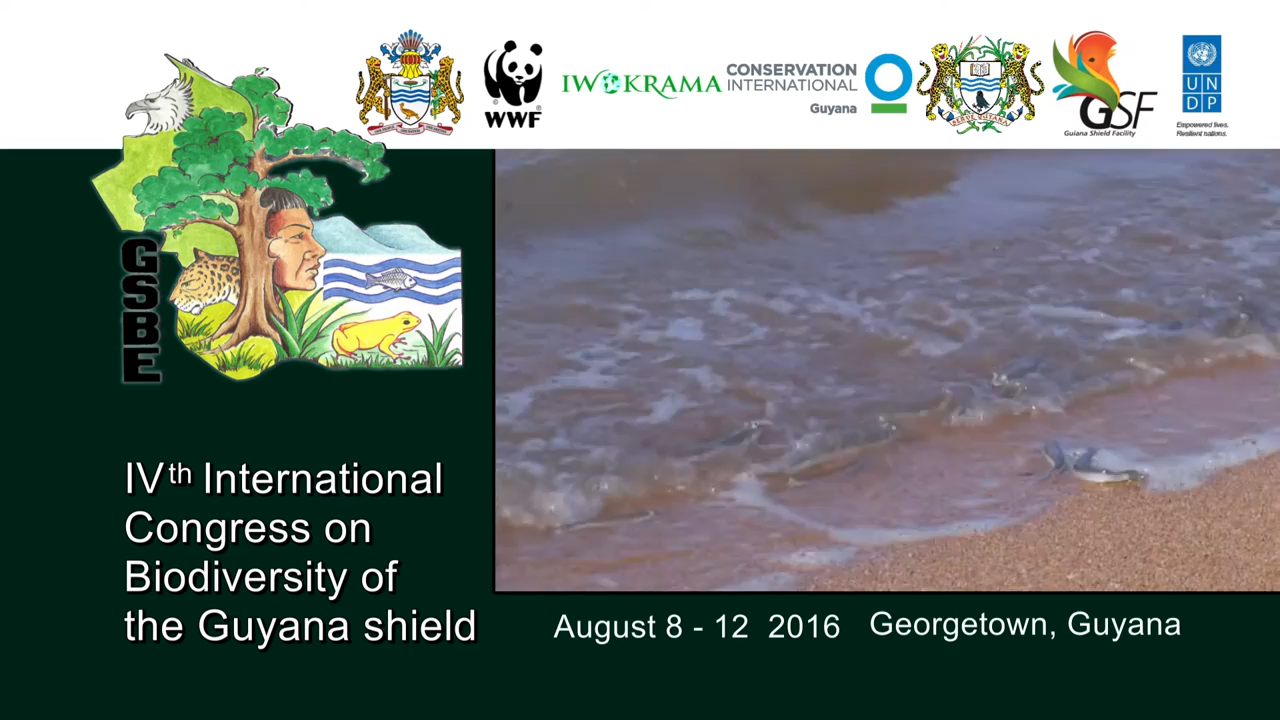 WWF
IWOKRAMA
CONSERVATION
INTERNATIONAL
Guyana
GSF
Guiana Shield Facility
U N
D P
Empowered lives.
Resilient nations.
GSBE
IVth International
Congress on
Biodiversity of
the Guyana shield
August 8 - 12 2016 Georgetown, Guyana